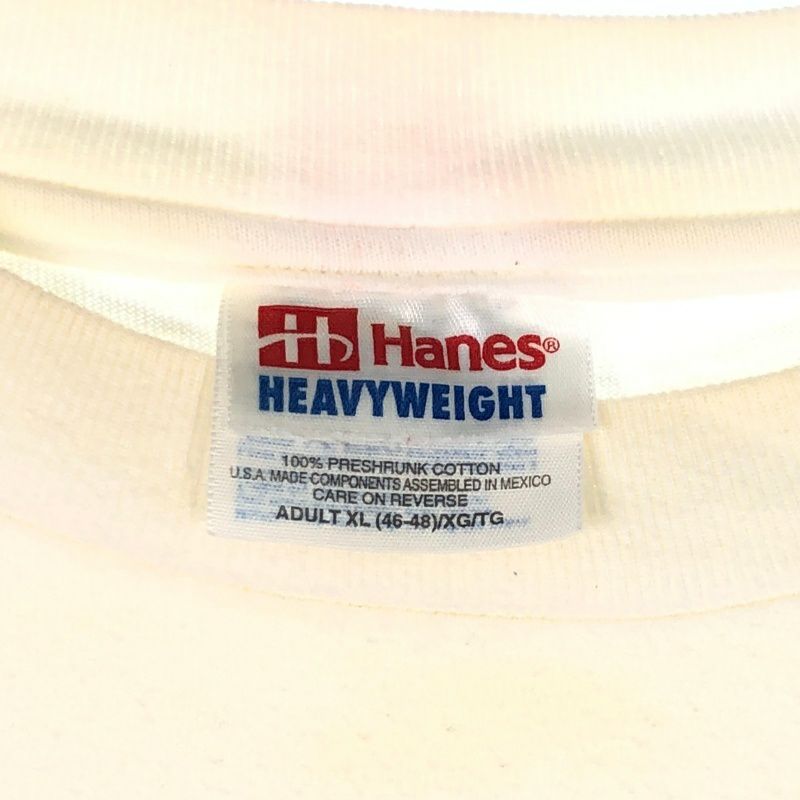 Hanes®
HEAVYWEIGHT
100% PRESHRUNK COTTON
U.S.A. MADE COMPONENTS ASSEMBLED IN MEXICO
CARE ON REVERSE
ADULT XL (46-48)/XG/TG